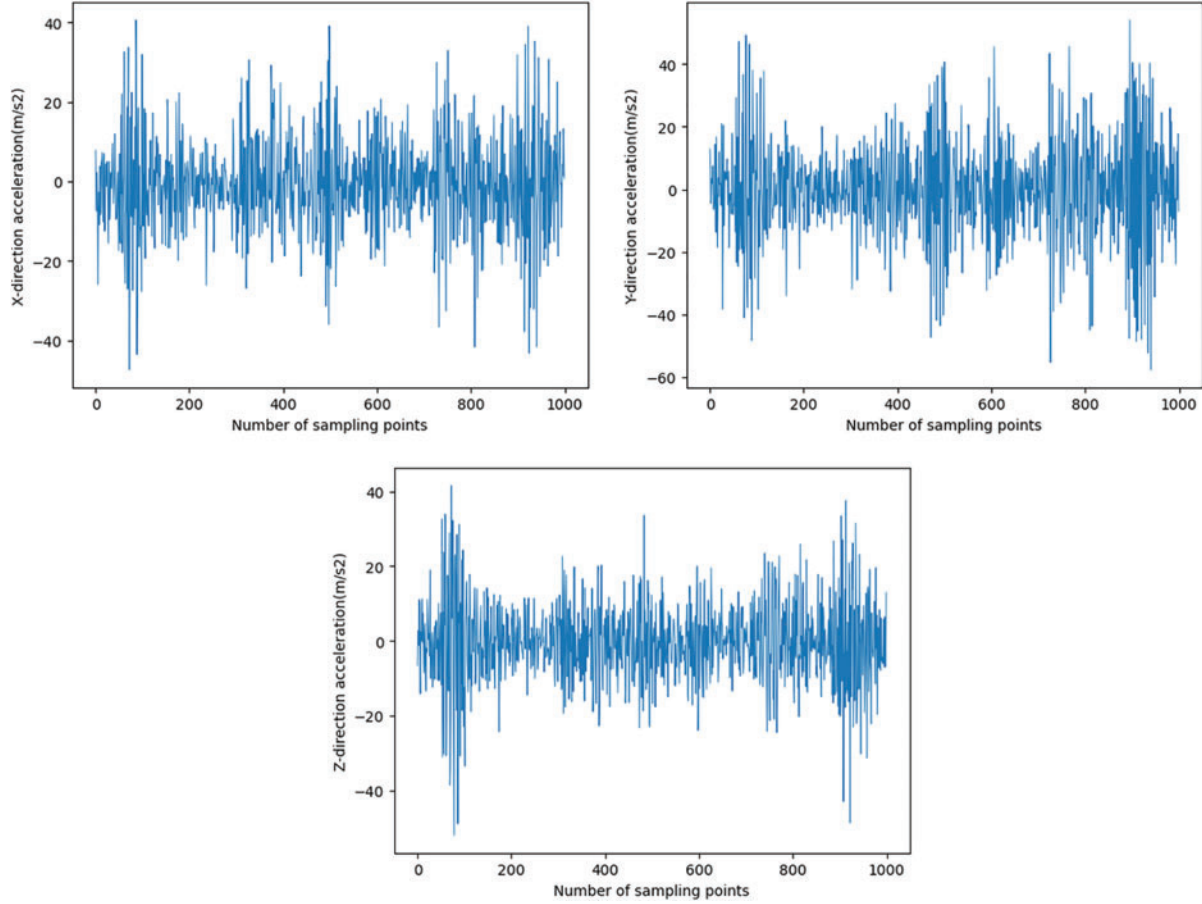 40
20
0
−20
−40
X-direction acceleration(m/s2)
0 200 400 600 800 1000
Number of sampling points
40
20
0
−20
−40
−60
Y-direction acceleration(m/s2)
0 200 400 600 800 1000
Number of sampling points
40
20
0
−20
−40
Z-direction acceleration(m/s2)
0 200 400 600 800 1000
Number of sampling points